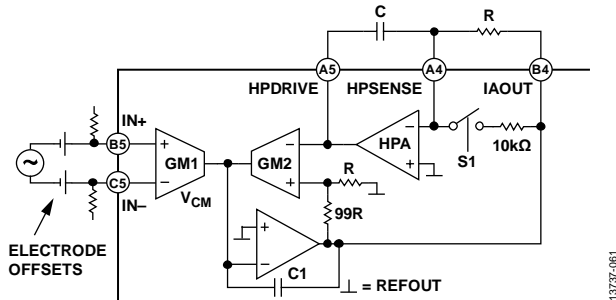 C
R
A5
A4
B4
HPDRIVE
HPSENSE
IAOUT
IN+
B5
+
GM1
−
C5
IN−
VCM
−
GM2
+
−
HPA
+
S1
10kΩ
R
99R
+
−
C1
⊥ = REFOUT
ELECTRODE
OFFSETS
13737-061